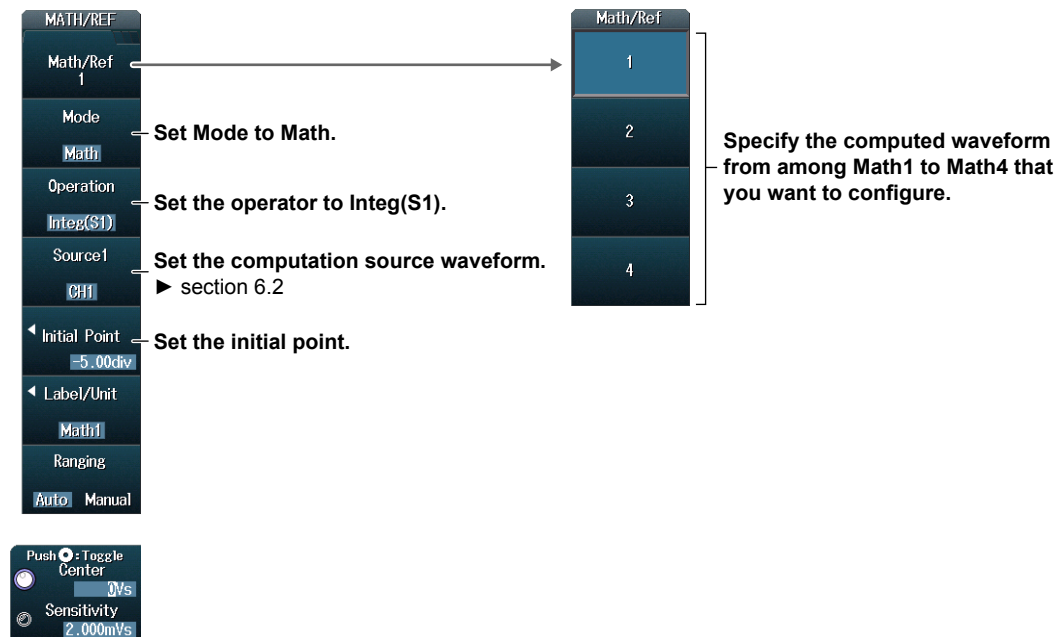 MATH/REF
Math/Ref
1
Mode
Math
Set Mode to Math.
Operation
Integ(S1)
Set the operator to Integ(S1).
Source1
CH1
Set the computation source waveform.
► section 6.2
Initial Point
-5.00div
Set the initial point.
Label/Unit
Math1
Ranging
Auto Manual
Push :Toggle
Center
0Vs
Sensitivity
2.000mVs
Math/Ref
1
2
3
4
Specify the computed waveform
from among Math1 to Math4 that
you want to configure.